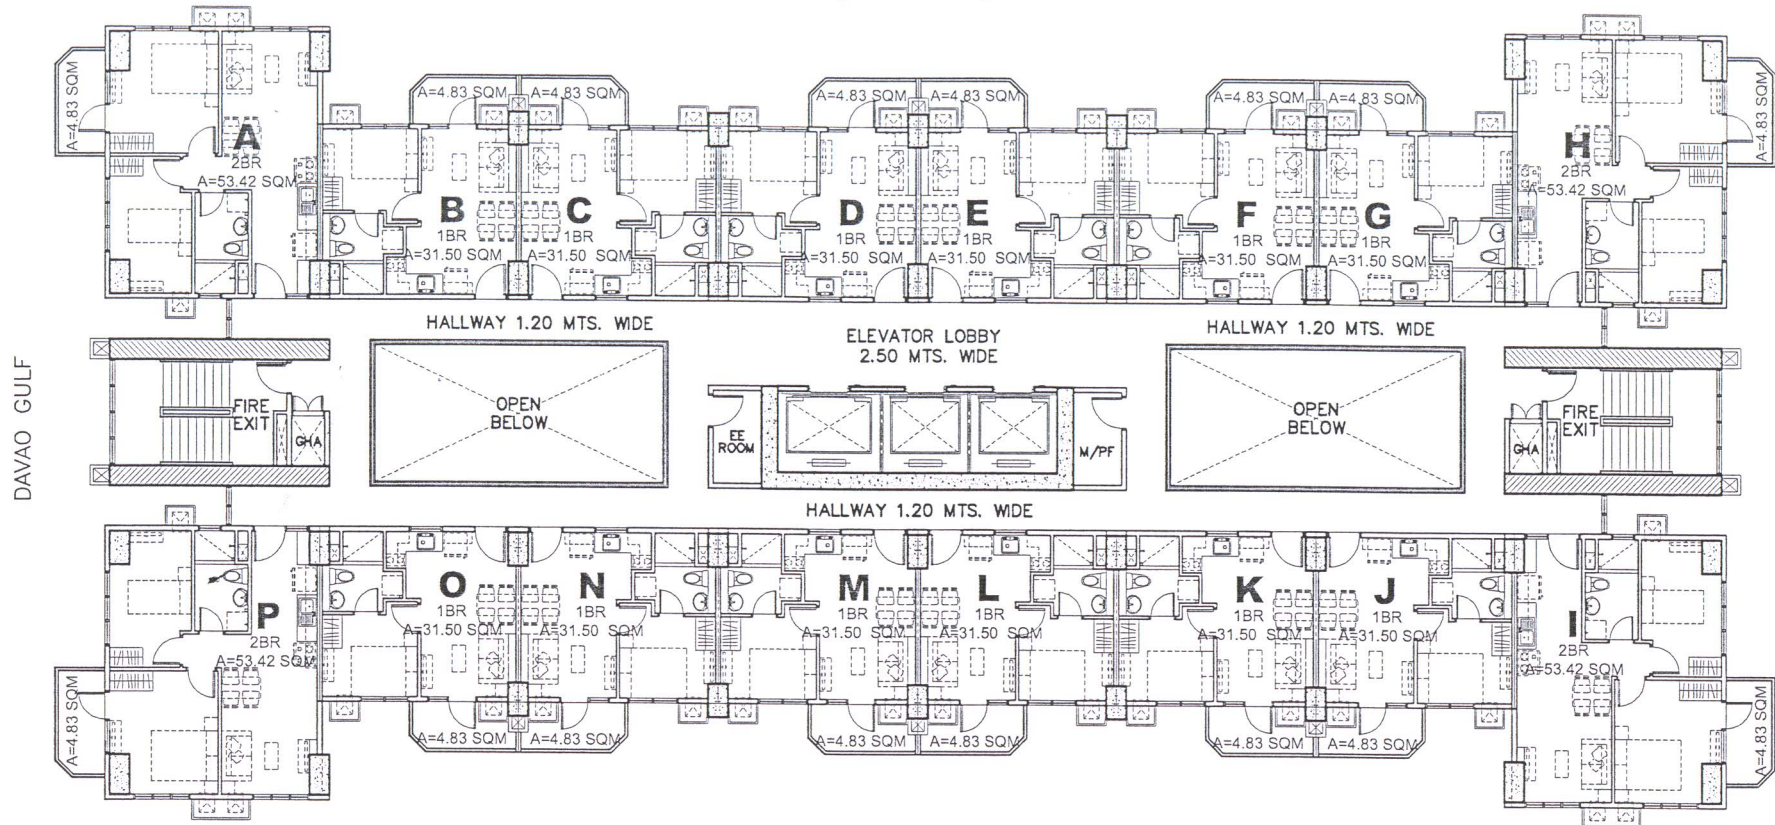 A=4.83 SQM
A
2BR
A=53.42 SQM
A=4.83 SQM
B
1BR
A=31.50 SQM
A=4.83 SQM
C
1BR
A=31.50 SQM
A=4.83 SQM
D
1BR
A=31.50 SQM
A=4.83 SQM
E
1BR
A=31.50 SQM
A=4.83 SQM
F
1BR
A=31.50 SQM
A=4.83 SQM
G
1BR
A=31.50 SQM
H
2BR
A=53.42 SQM
A=4.83 SQM
HALLWAY 1.20 MTS. WIDE
ELEVATOR LOBBY
2.50 MTS. WIDE
HALLWAY 1.20 MTS. WIDE
DAVAO GULF
FIRE
EXIT
GHA
OPEN
BELOW
EE
ROOM
M/PF
OPEN
BELOW
GHA
FIRE
EXIT
HALLWAY 1.20 MTS. WIDE
P
2BR
A=53.42 SQM
A=4.83 SQM
O
1BR
A=31.50 SQM
A=4.83 SQM
N
1BR
A=31.50 SQM
A=4.83 SQM
M
1BR
A=31.50 SQM
A=4.83 SQM
L
1BR
A=31.50 SQM
A=4.83 SQM
K
1BR
A=31.50 SQM
A=4.83 SQM
J
1BR
A=31.50 SQM
A=4.83 SQM
I
2BR
A=53.42 SQM
A=4.83 SQM